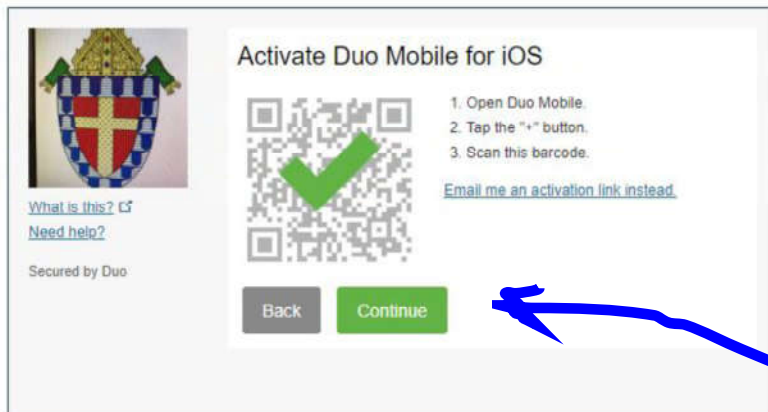 Activate Duo Mobile for iOS
1. Open Duo Mobile.
2. Tap the "+" button.
3. Scan this barcode.
Email me an activation link instead.
What is this?
Need help?
Secured by Duo
Back
Continue